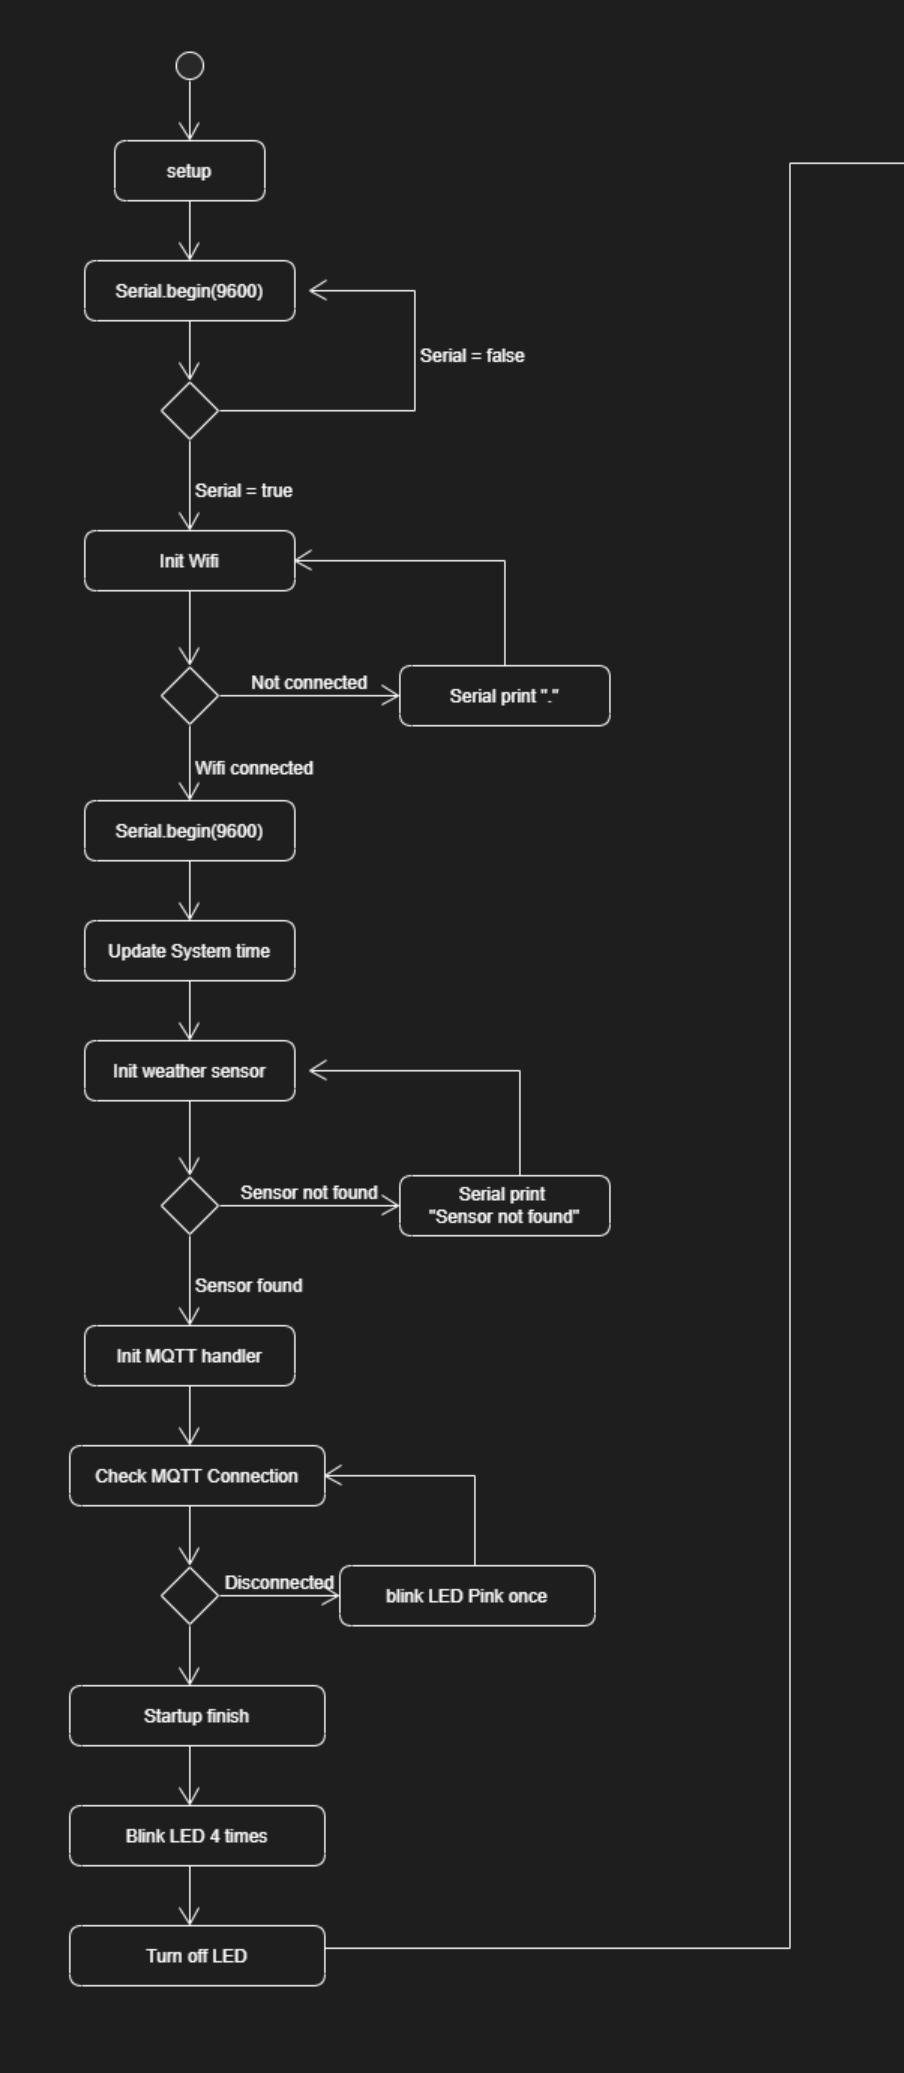 setup
Serial.begin(9600)
Serial = false
Serial = true
Init Wifi
Not connected
Serial print "."
Wifi connected
Serial.begin(9600)
Update System time
Init weather sensor
Sensor not found
Serial print
"Sensor not found"
Sensor found
Init MQTT handler
Check MQTT Connection
Disconnected
blink LED Pink once
Startup finish
Blink LED 4 times
Turn off LED